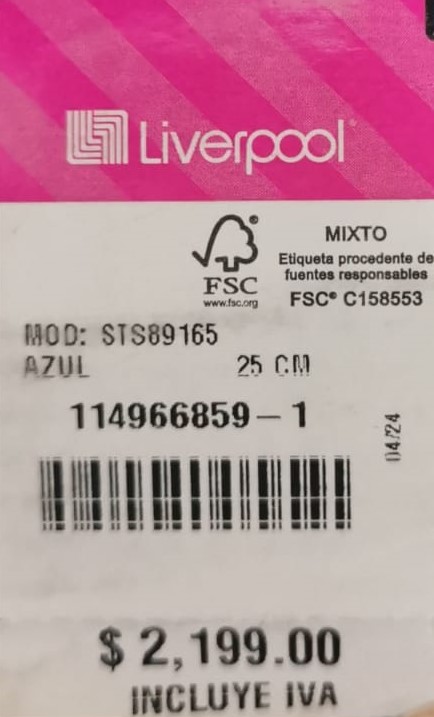 Liverpool
FSC®
www.fsc.org
MIXTO
Etiqueta procedente de
fuentes responsables
FSC® C158553
MOD: STS89165
AZUL 25 CM
114966859-1
04/24
$ 2,199.00
INCLUYE IVA